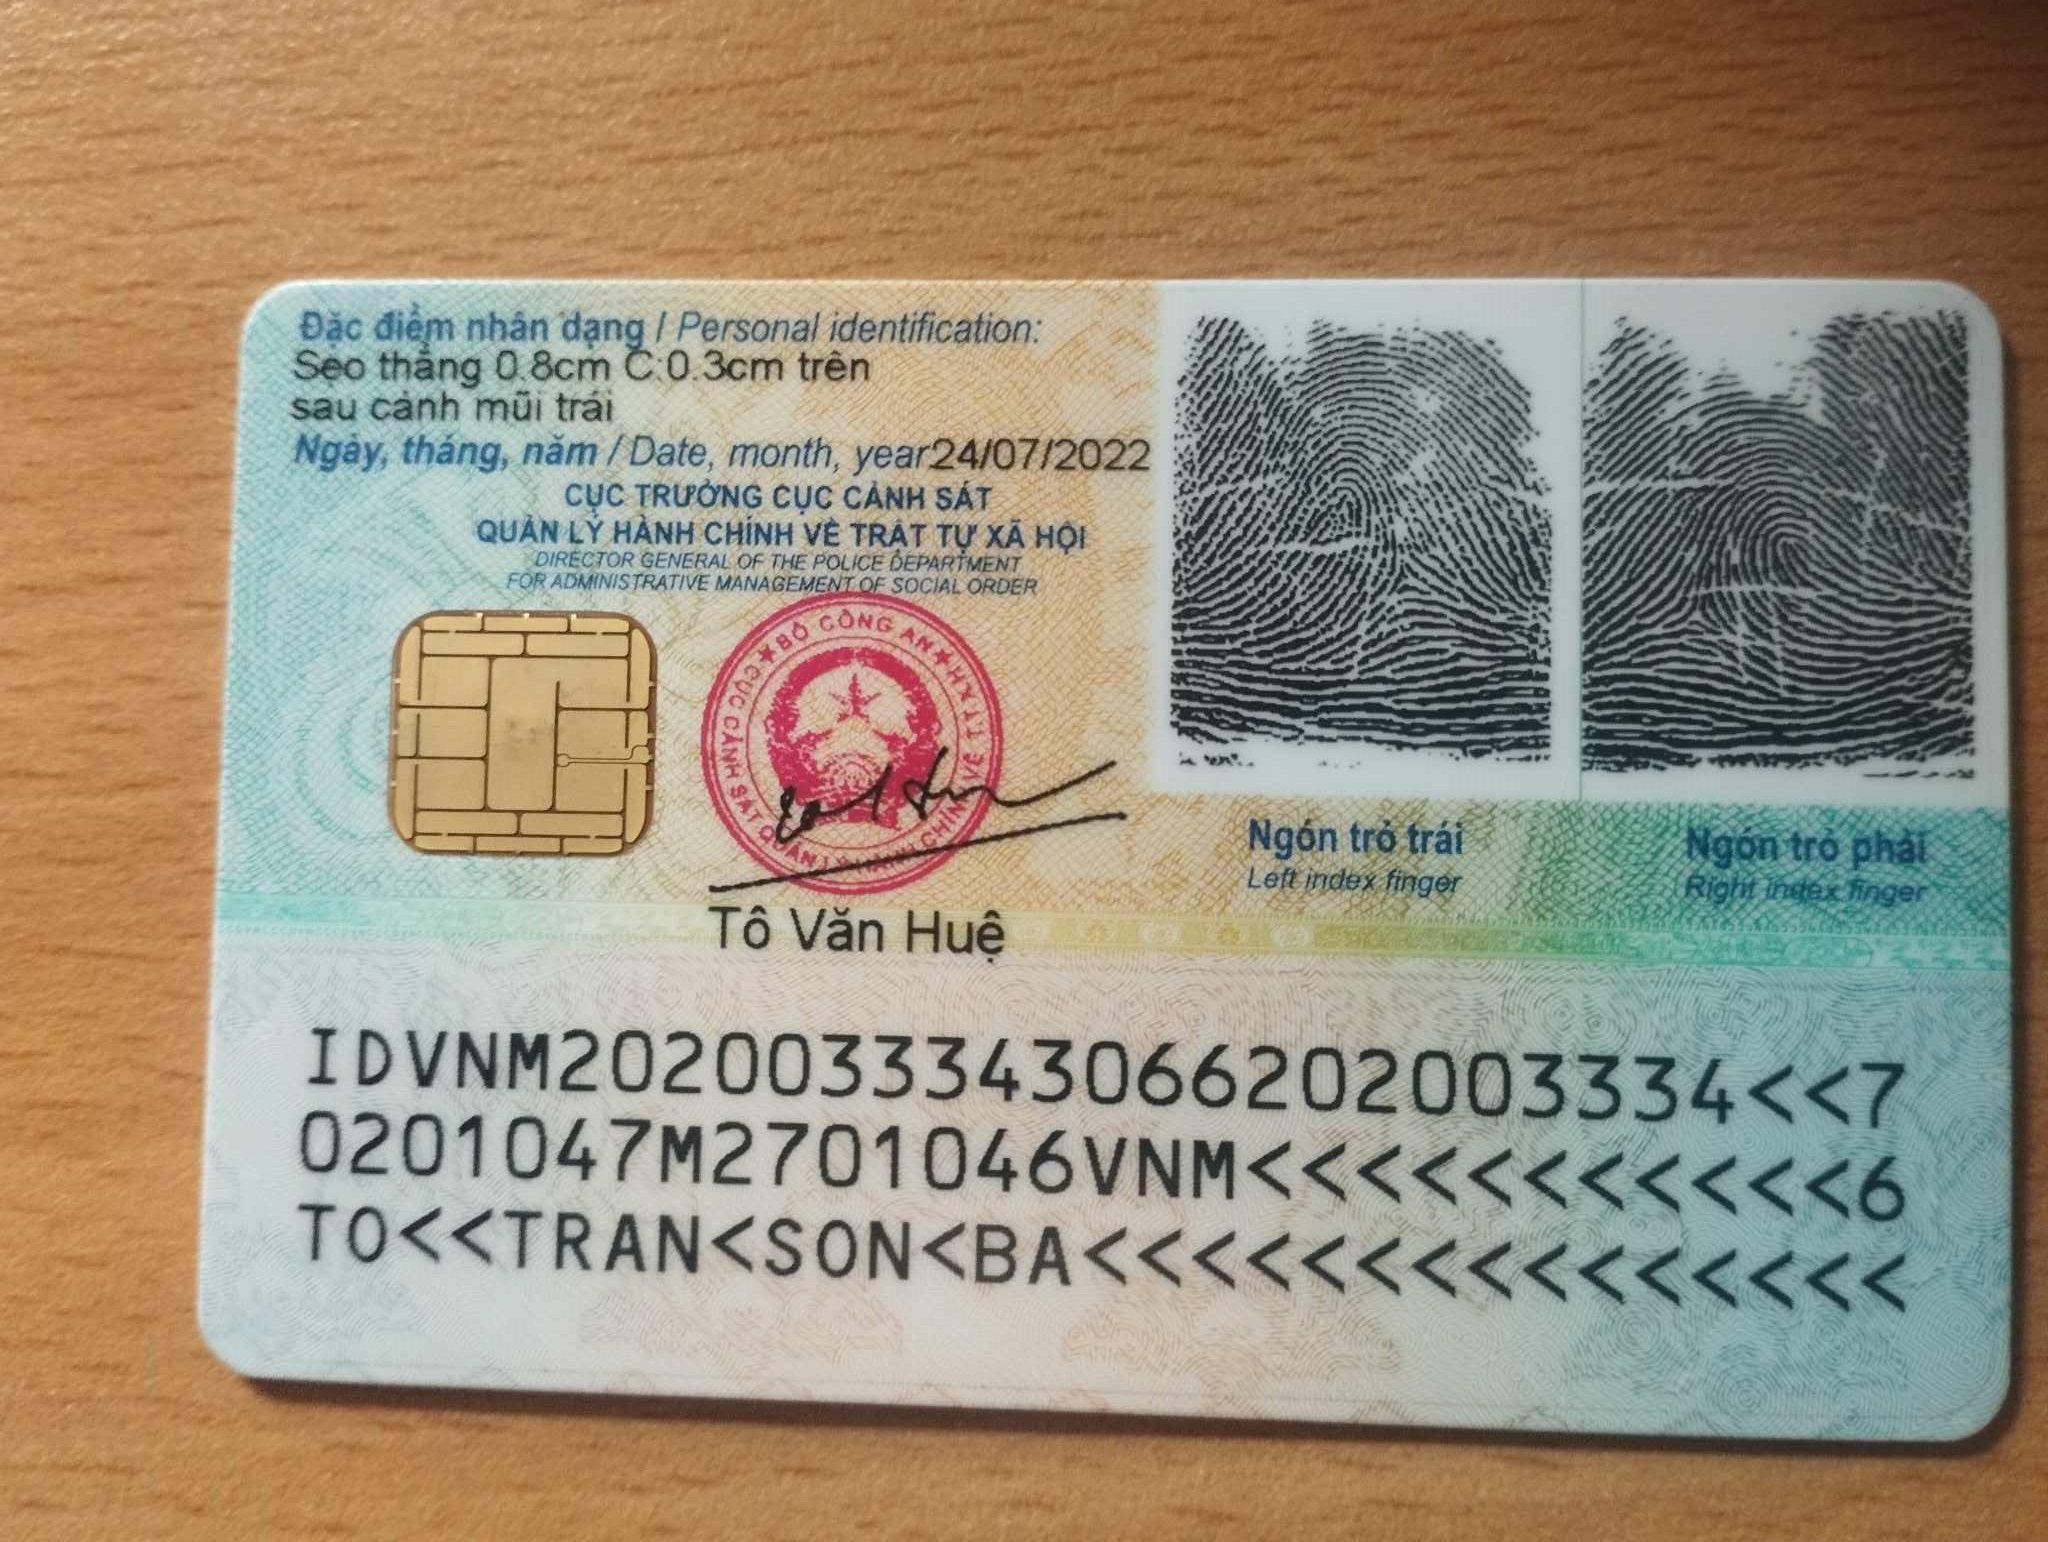 Đặc điểm nhân dạng / Personal identification:
Sẹo thẳng 0.8cm C:0.3cm trên
sau cánh mũi trái
Ngày, tháng, năm / Date, month, year 24/07/2022
CỤC TRƯỞNG CỤC CẢNH SÁT
QUẢN LÝ HÀNH CHÍNH VỀ TRẬT TỰ XÃ HỘI
DIRECTOR GENERAL OF THE POLICE DEPARTMENT
FOR ADMINISTRATIVE MANAGEMENT OF SOCIAL ORDER
BỘ CÔNG AN
CỤC CẢNH SÁT QUẢN LÝ HÀNH CHÍNH VỀ TTXH
Tô Văn Huệ
Ngón trỏ trái
Left index finger
Ngón trỏ phải
Right index finger
IDVNM2020033343066202003334<<7
0201047M2701046VNM<<<<<<<<<<<6
TO<<TRAN<SON<BA<<<<<<<<<<<<<<<